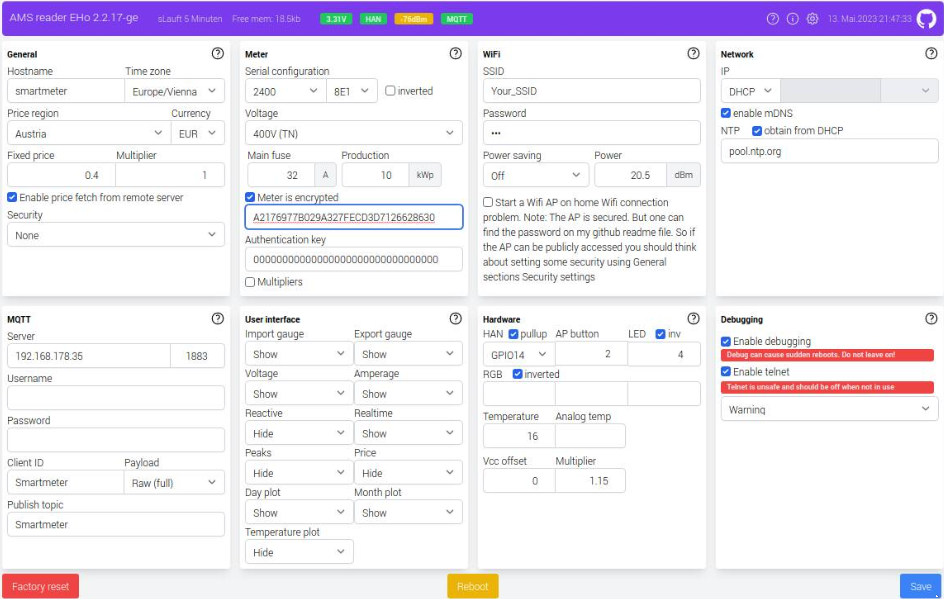 AMS reader EHo 2.2.17-ge sLauft 5 Minuten Free mem: 18.5kb 3.31V HAN -76dBm MQTT 13. Mai.2023 21:47:33
General
Hostname Time zone
smartmeter Europe/Vienna
Price region Currency
Austria EUR
Fixed price Multiplier
0.4 1
Enable price fetch from remote server
Security
None
Meter
Serial configuration
2400 8E1 inverted
Voltage
400V (TN)
Main fuse Production
32 A 10 kWp
Meter is encrypted
A2176977B029A327FECD3D7126628630
Authentication key
00000000000000000000000000000000
Multipliers
WiFi
SSID
Your_SSID
Password
•••
Power saving Power
Off 20.5 dBm
Start a Wifi AP on home Wifi connection
problem. Note: The AP is secured. But one can
find the password on my github readme file. So if
the AP can be publicly accessed you should think
about setting some security using General
sections Security settings
Network
IP
DHCP
enable mDNS
NTP obtain from DHCP
pool.ntp.org
MQTT
Server
192.168.178.35 1883
Username
Password
Client ID Payload
Smartmeter Raw (full)
Publish topic
Smartmeter
User interface
Import gauge Export gauge
Show Show
Voltage Amperage
Show Show
Reactive Realtime
Hide Show
Peaks Price
Hide Hide
Day plot Month plot
Show Show
Temperature plot
Hide
Hardware
HAN pullup AP button LED inv
GPIO14 2 4
RGB inverted
Temperature Analog temp
16
Vcc offset Multiplier
0 1.15
Debugging
Enable debugging
Debug can cause sudden reboots. Do not leave on!
Enable telnet
Telnet is unsafe and should be off when not in use
Warning
Factory reset Reboot Save